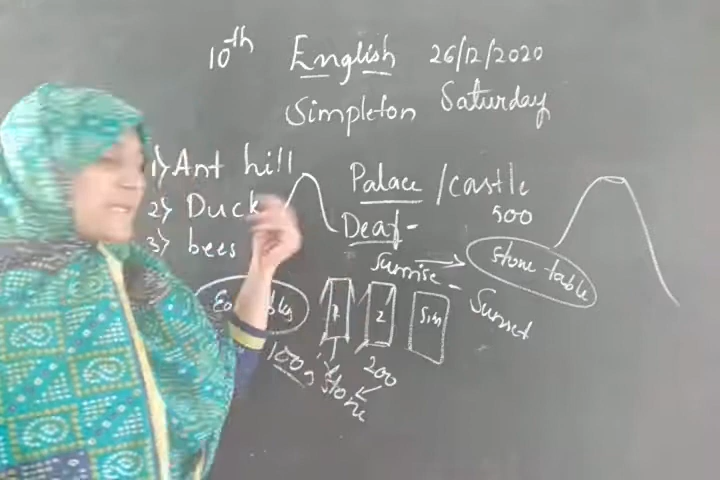 10th English 26/12/2020
Simpleton Saturday
1) Ant hill
2) Duck
3) bees
Palace / castle
500
Deaf -
Sunrise - Sunset
stone table
1
2
Sim
100
200
Stone